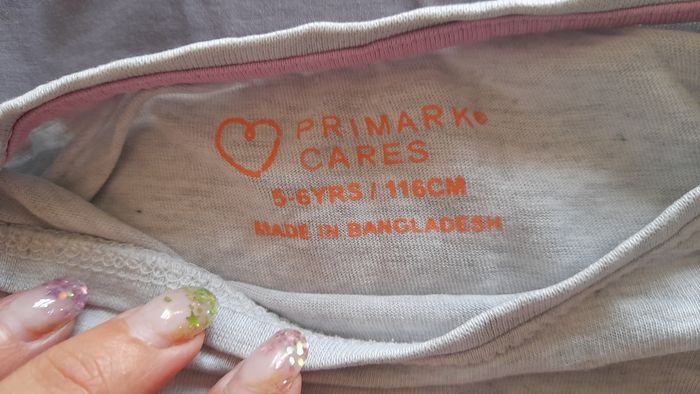 PRIMARK®
CARES
5-6YRS / 116CM
MADE IN BANGLADESH